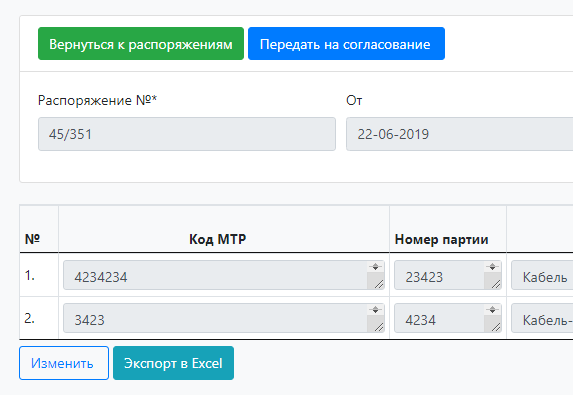 Вернуться к распоряжениям Передать на согласование
Распоряжение №* От
45/351 22-06-2019
№ Код МТР Номер партии
1. 4234234 23423 Кабель
2. 3423 4234 Кабель-
Изменить Экспорт в Excel